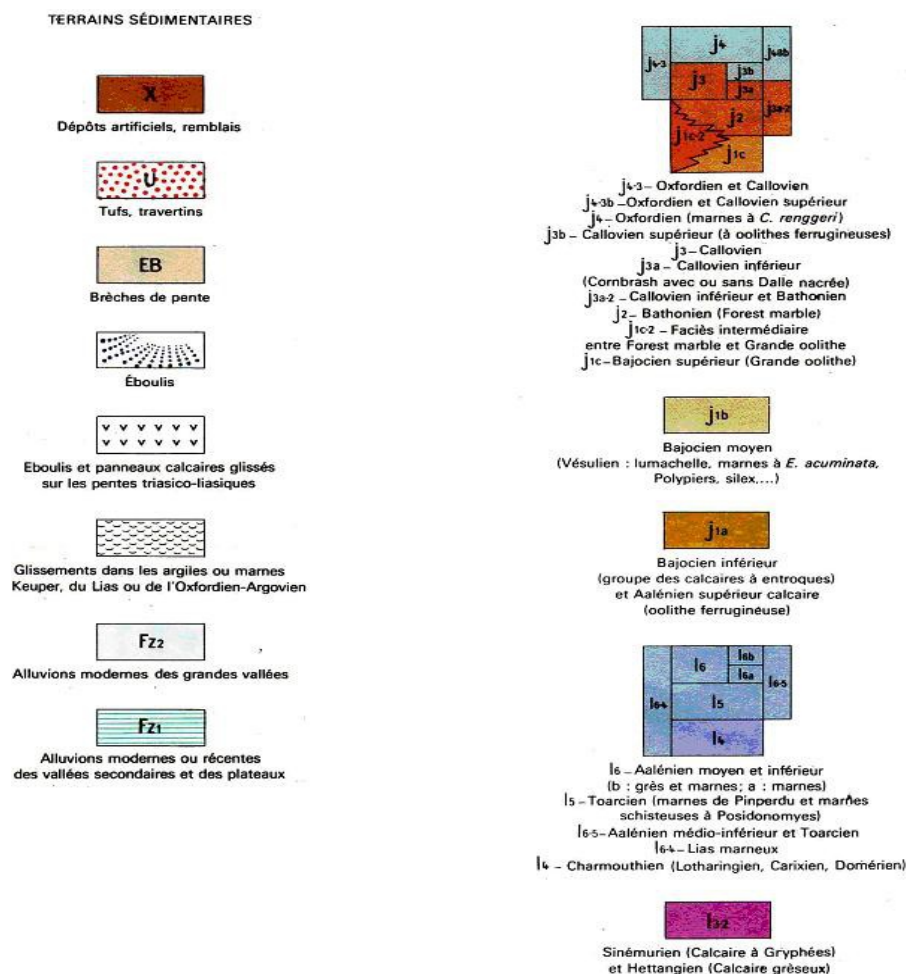 TERRAINS SÉDIMENTAIRES
X
Dépôts artificiels, remblais
U
Tufs, travertins
EB
Brèches de pente
Éboulis
Eboulis et panneaux calcaires glissés
sur les pentes triasico-liasiques
Glissements dans les argiles ou marnes
Keuper, du Lias ou de l'Oxfordien-Argovien
Fz2
Alluvions modernes des grandes vallées
Fz1
Alluvions modernes ou récentes
des vallées secondaires et des plateaux
j4-3
j4
j4ab
j3
j3b
j3a
j3a-2
j2
j1c-2
j1c
j4-3 – Oxfordien et Callovien
j4-3b – Oxfordien et Callovien supérieur
j4 – Oxfordien (marnes à C. renggeri)
j3b – Callovien supérieur (à oolithes ferrugineuses)
j3 – Callovien
j3a – Callovien inférieur
(Cornbrash avec ou sans Dalle nacrée)
j3a-2 – Callovien inférieur et Bathonien
j2 – Bathonien (Forest marble)
j1c-2 – Faciès intermédiaire
entre Forest marble et Grande oolithe
j1c – Bajocien supérieur (Grande oolithe)
j1b
Bajocien moyen
(Vésulien : lumachelle, marnes à E. acuminata,
Polypiers, silex....)
j1a
Bajocien inférieur
(groupe des calcaires à entroques)
et Aalénien supérieur calcaire
(oolithe ferrugineuse)
l6-4
l6
l6b
l6a
l6-5
l5
l4
l6 – Aalénien moyen et inférieur
(b : grès et marnes; a : marnes)
l5 – Toarcien (marnes de Pinperdu et marnes
schisteuses à Posidonomyes)
l6-5 – Aalénien médio-inférieur et Toarcien
l6-4 – Lias marneux
l4 – Charmouthien (Lotharingien, Carixien, Domérien)
l3-2
Sinémurien (Calcaire à Gryphées)
et Hettangien (Calcaire grèseux)